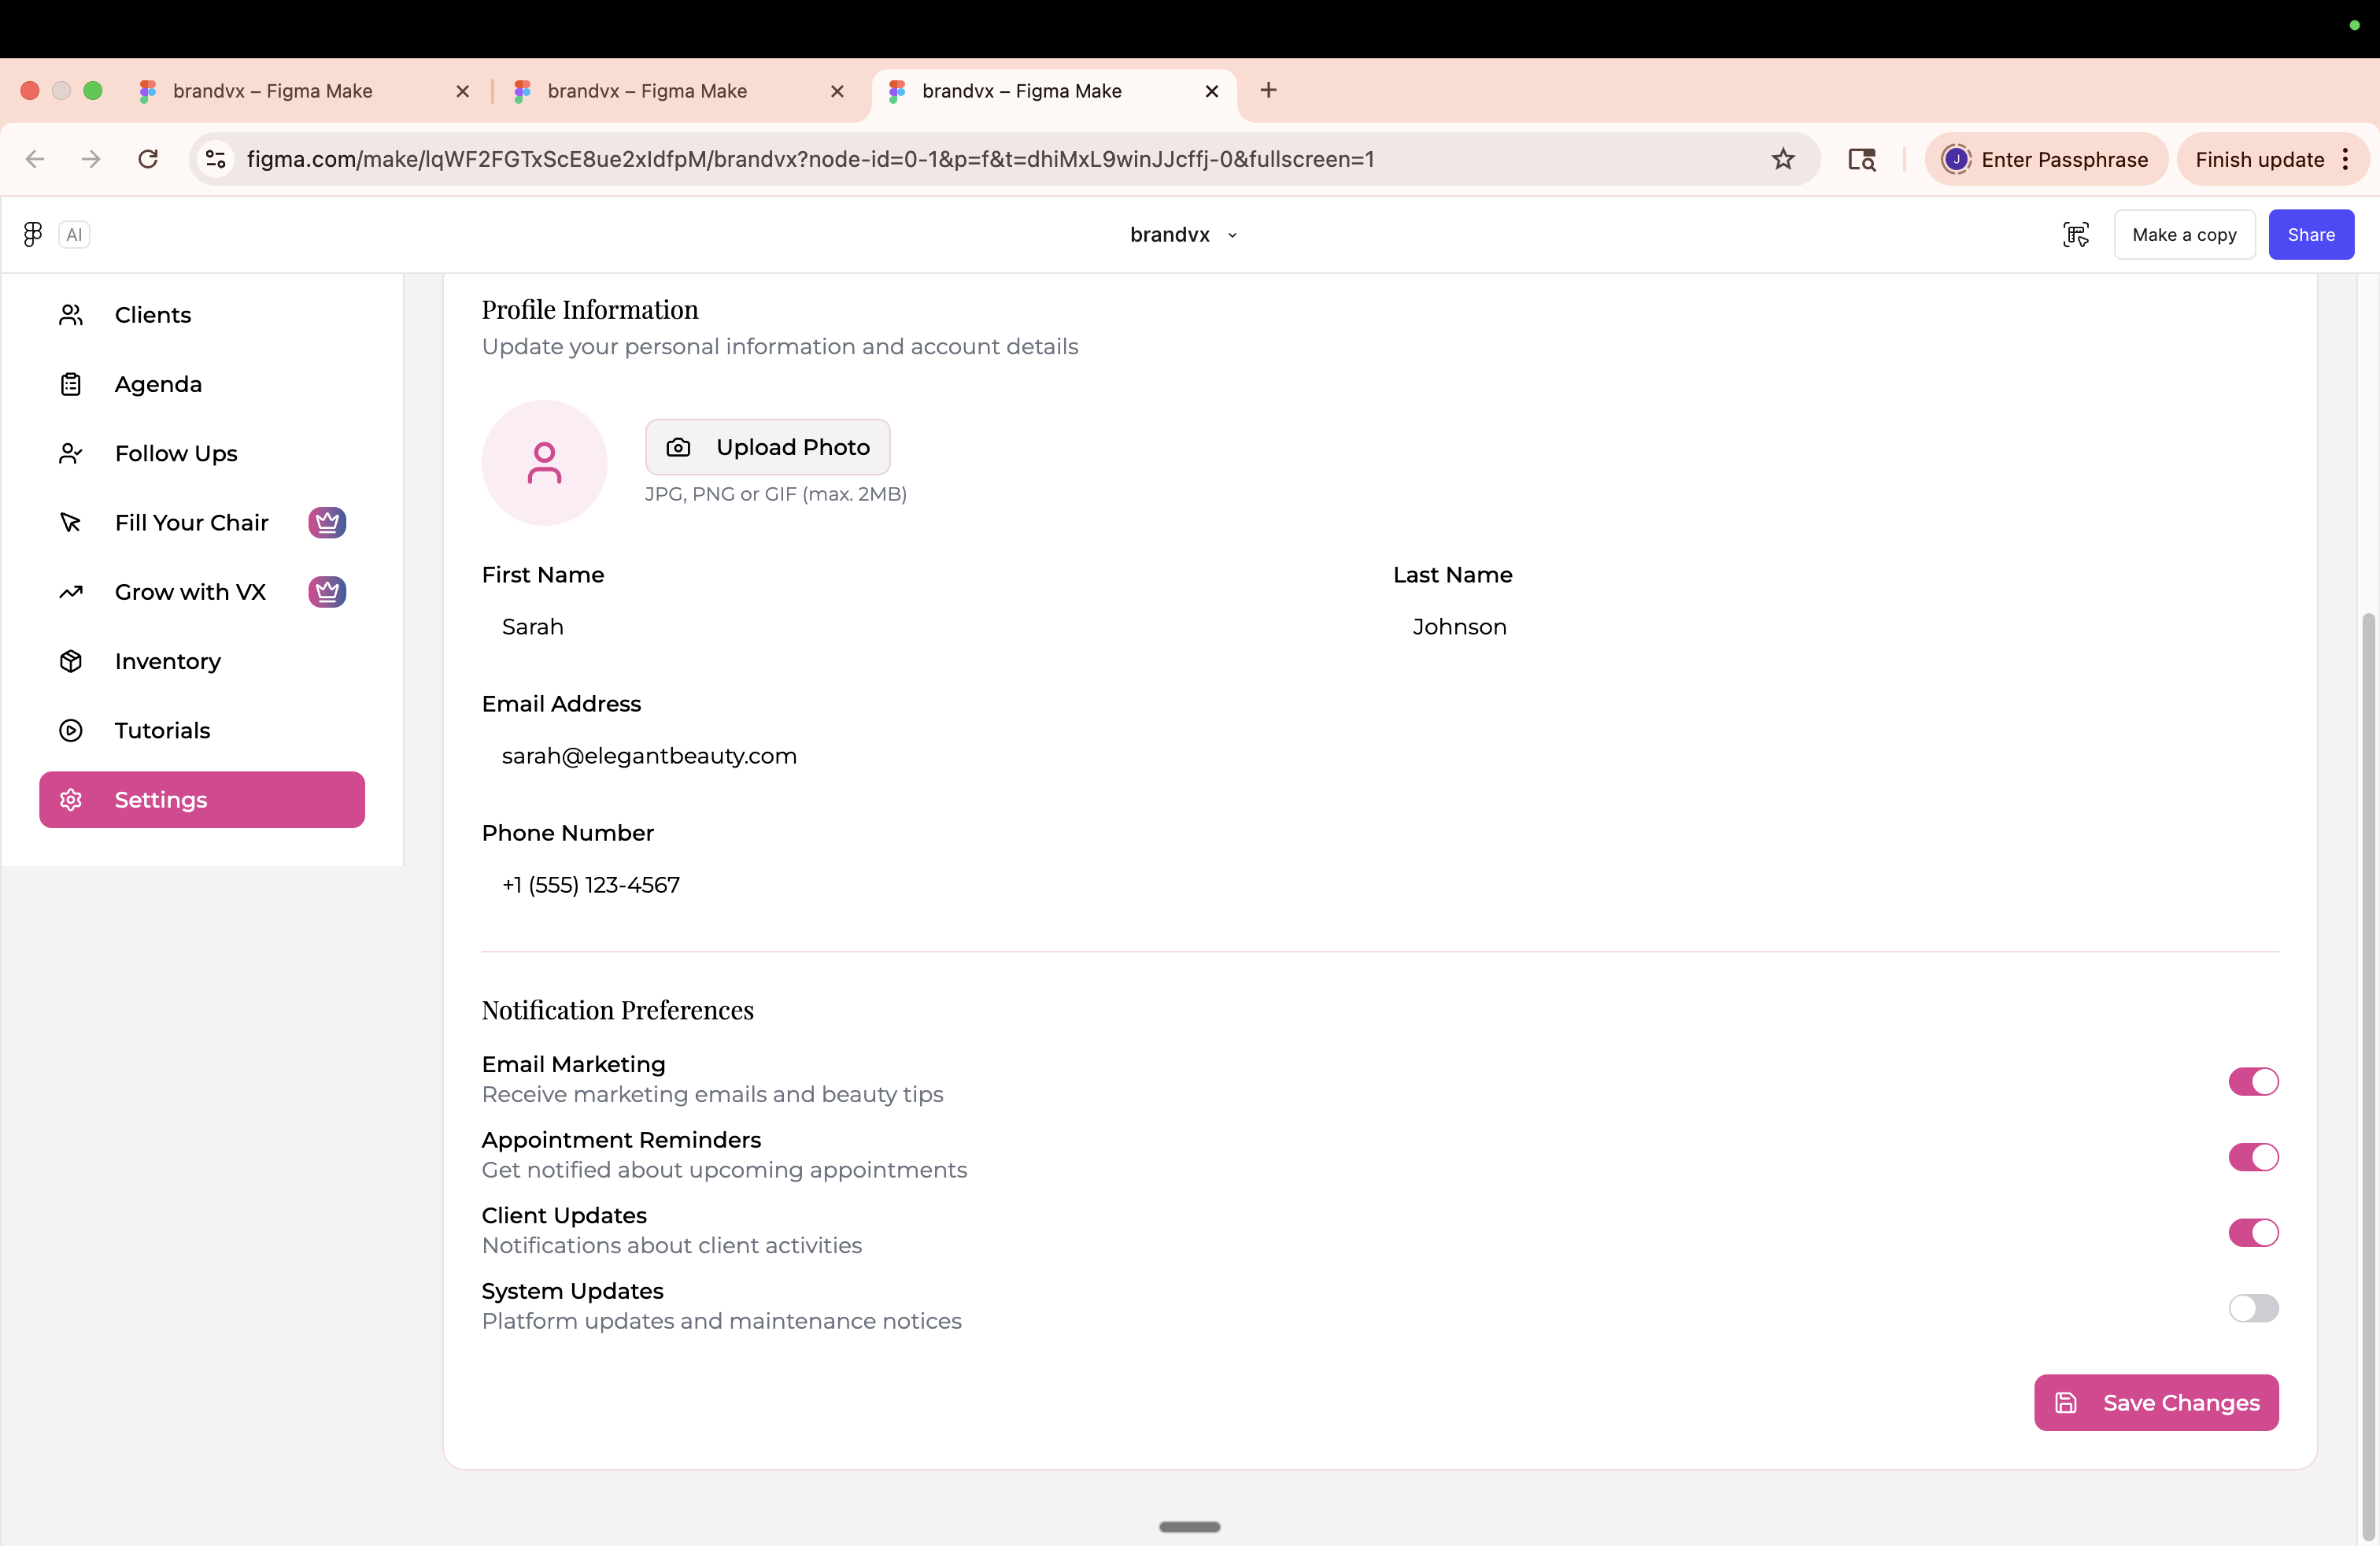 brandvx – Figma Make
brandvx – Figma Make
brandvx – Figma Make
figma.com/make/lqWF2FGTxScE8ue2xIdfpM/brandvx?node-id=0-1&p=f&t=dhiMxL9winJJcffj-0&fullscreen=1
J
Enter Passphrase
Finish update
AI
brandvx
Make a copy
Share
Clients
Agenda
Follow Ups
Fill Your Chair
Grow with VX
Inventory
Tutorials
Settings
Profile Information
Update your personal information and account details
Upload Photo
JPG, PNG or GIF (max. 2MB)
First Name
Last Name
Sarah
Johnson
Email Address
sarah@elegantbeauty.com
Phone Number
+1 (555) 123-4567
Notification Preferences
Email Marketing
Receive marketing emails and beauty tips
Appointment Reminders
Get notified about upcoming appointments
Client Updates
Notifications about client activities
System Updates
Platform updates and maintenance notices
Save Changes